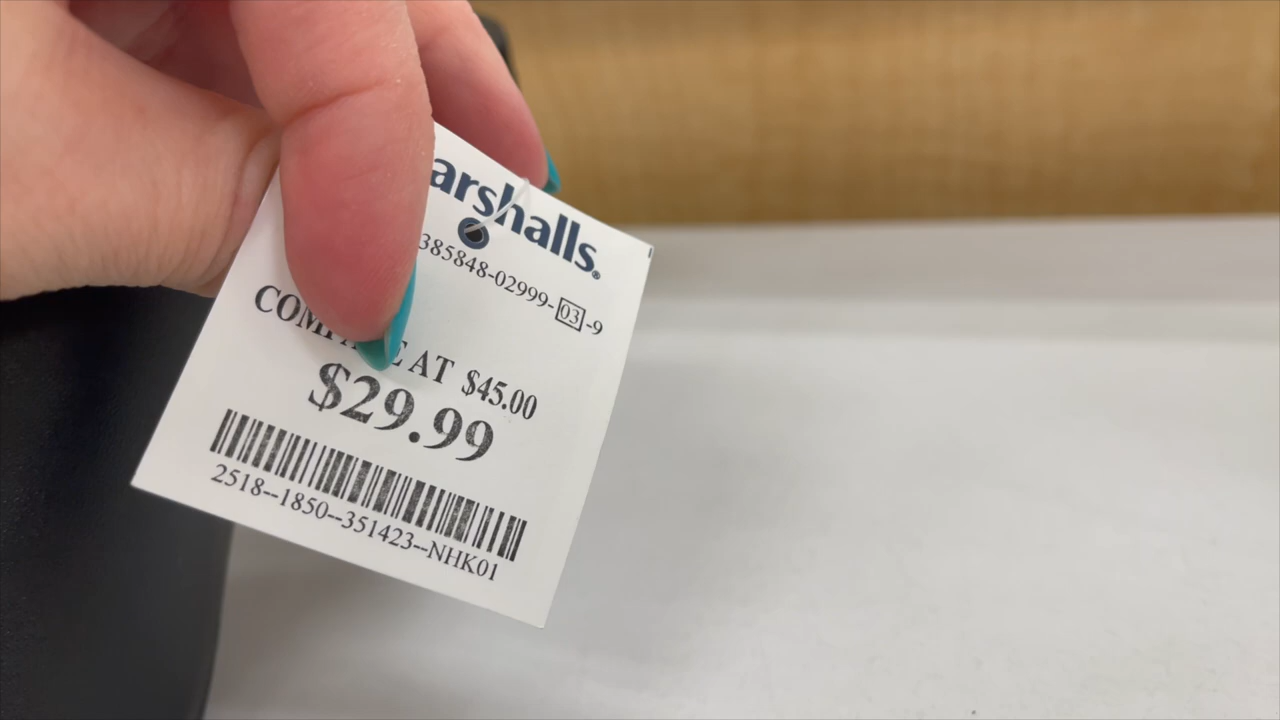 arshalls®
385848-02999-03-9
AT $45.00
$29.99
2518--1850--351423--NHK01